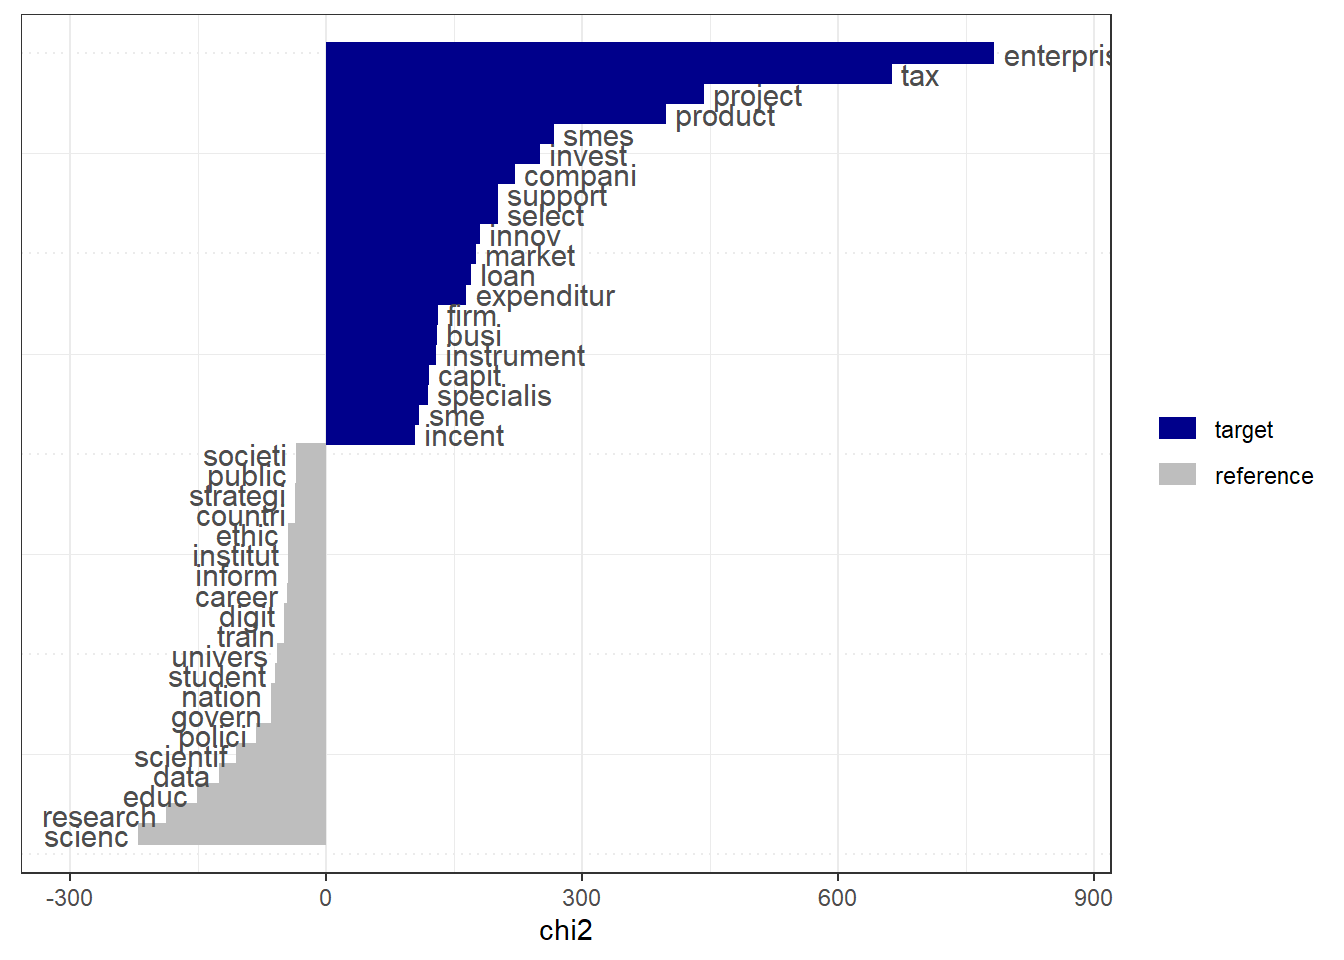 enterpris
tax
project
product
smes
invest
compani
support
select
innov
market
loan
expenditur
firm
busi
instrument
capit
specialis
sme
incent
societi
public
strategi
countri
ethic
institut
inform
career
digit
train
univers
student
nation
govern
polici
scientif
data
educ
research
scienc
target
reference
-300 0 300 600 900
chi2